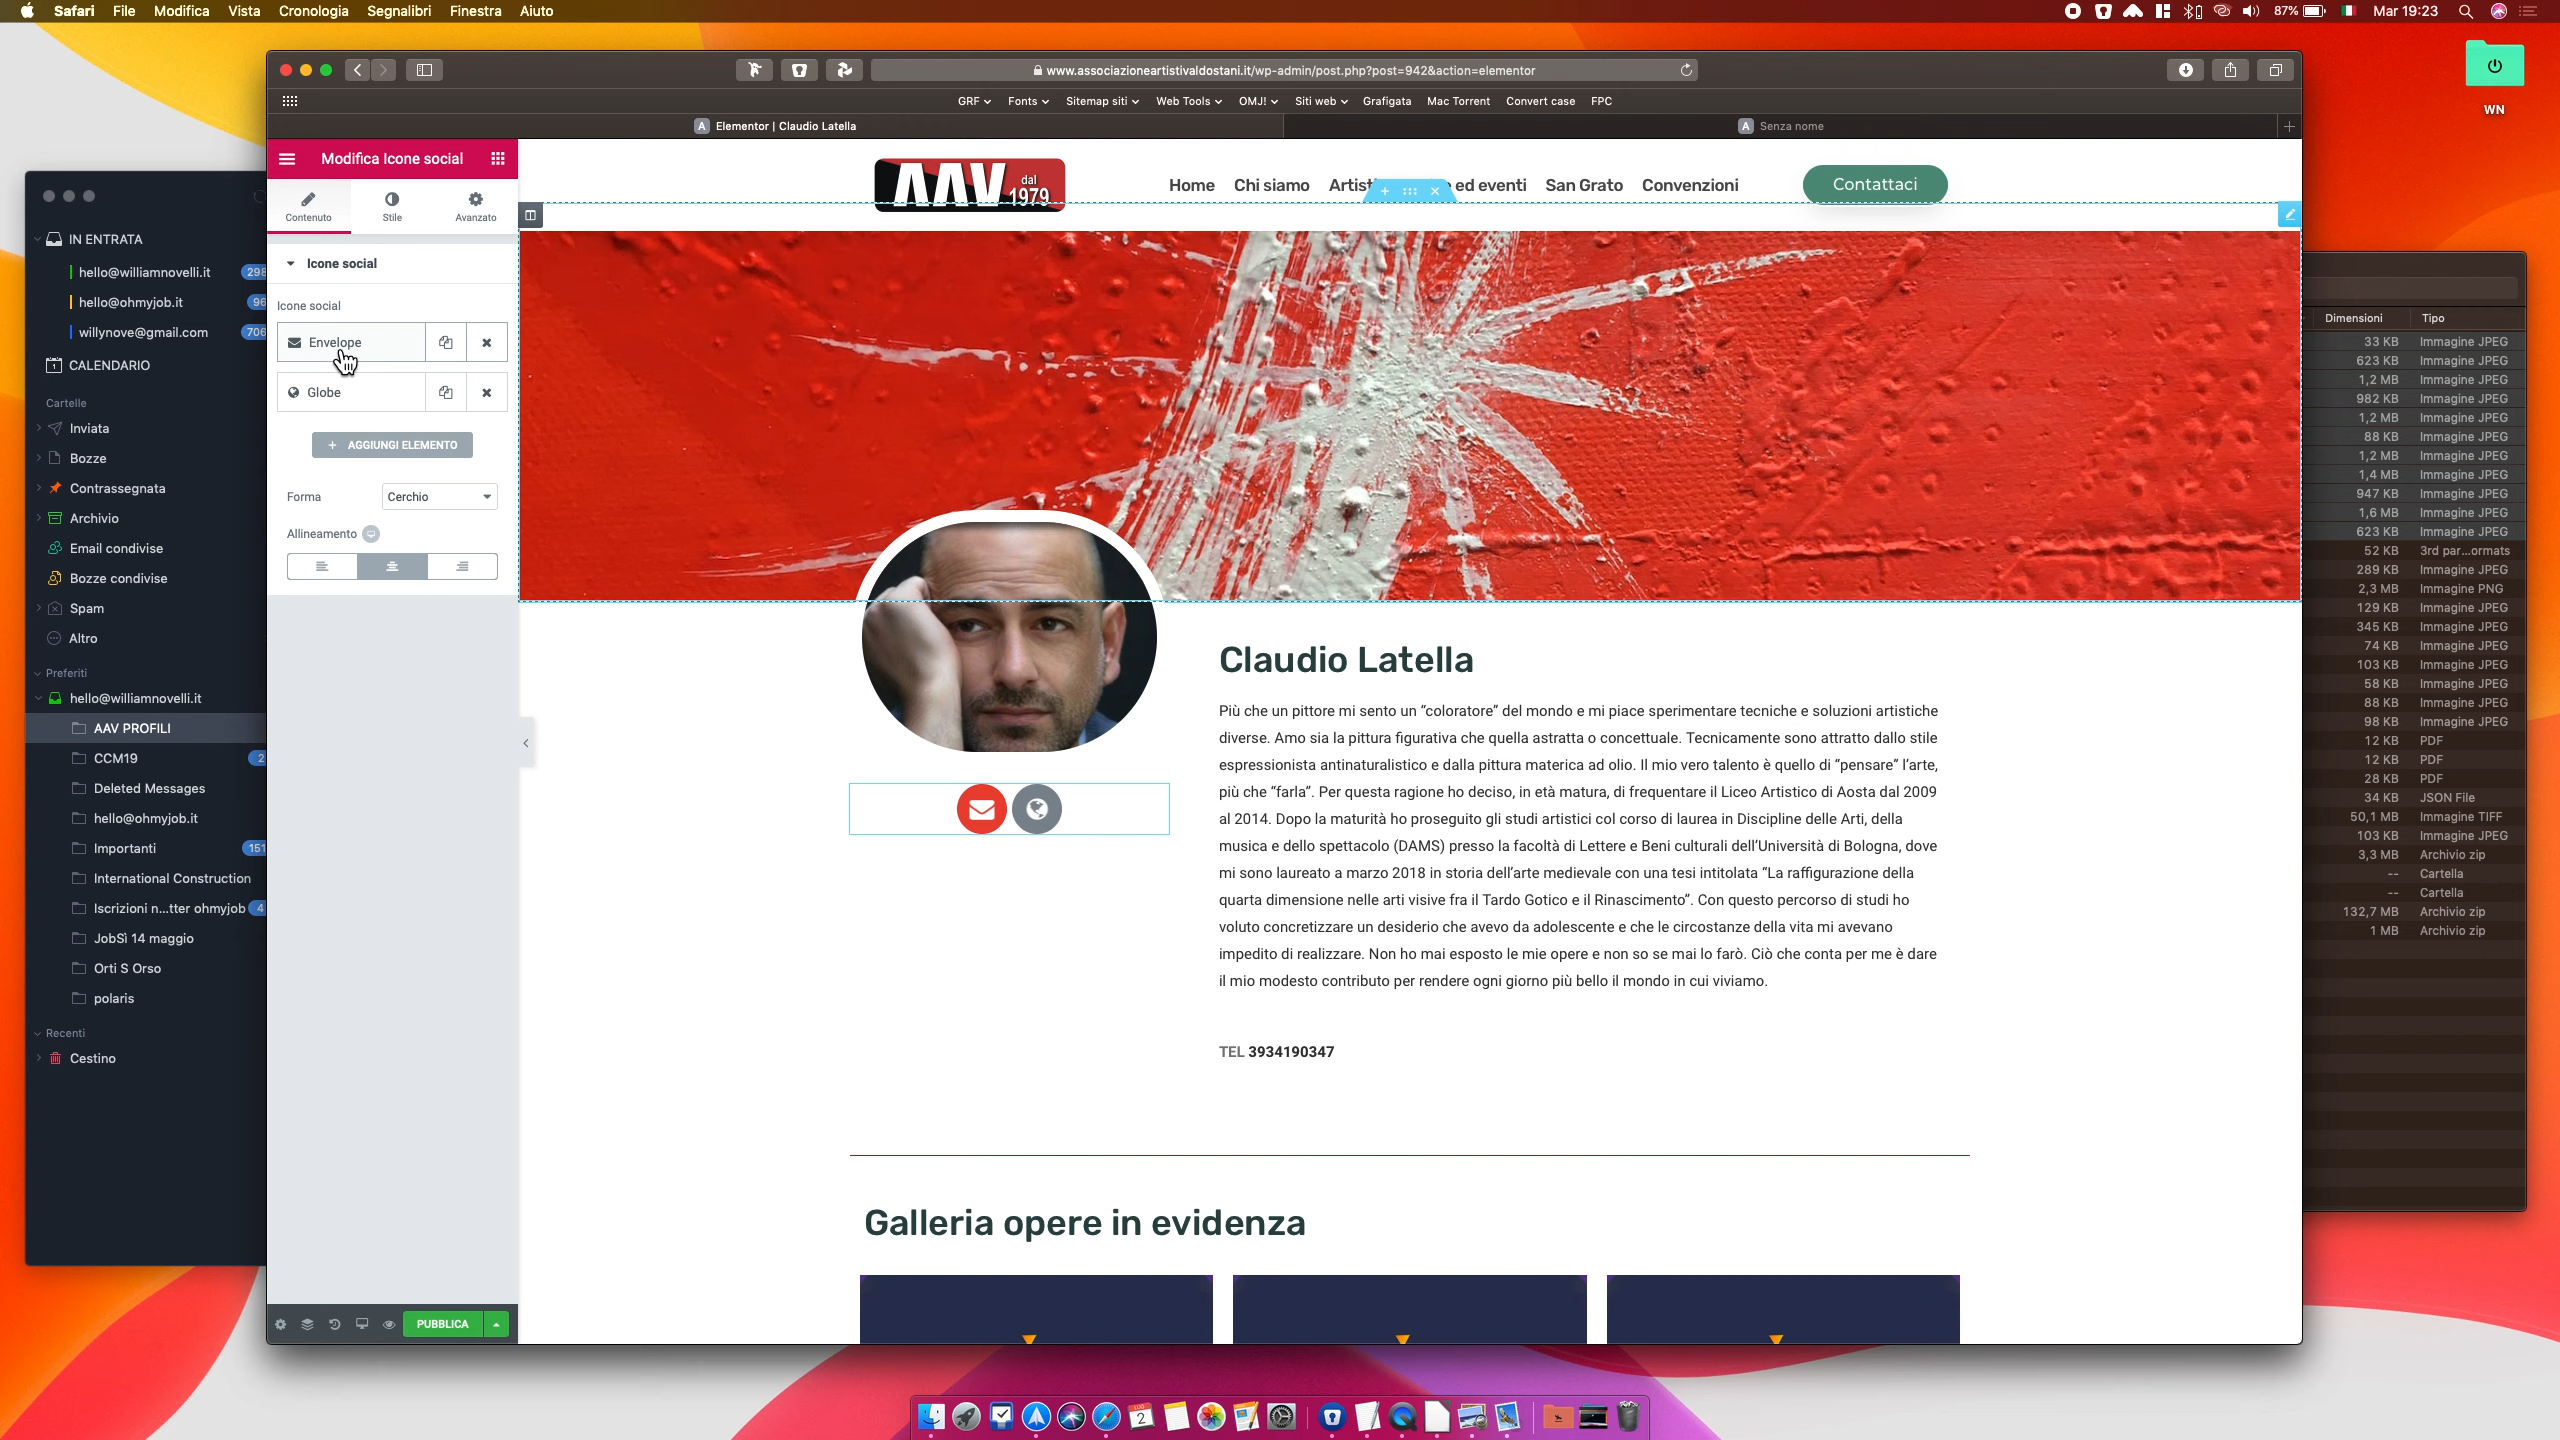 Safari File Modifica Vista Cronologia Segnalibri Finestra Aiuto
87% Mar 19:23
WN
www.associazioneartistivaldostani.it/wp-admin/post.php?post=942&action=elementor
GRF Fonts Sitemap siti Web Tools OMJ! Siti web Grafigata Mac Torrent Convert case FPC
A Elementor | Claudio Latella
A Senza nome
IN ENTRATA
hello@williamnovelli.it 298
hello@ohmyjob.it 96
willynove@gmail.com 706
1 CALENDARIO
Cartelle
Inviata
Bozze
Contrassegnata
Archivio
Email condivise
Bozze condivise
Spam
Altro
Preferiti
hello@williamnovelli.it
AAV PROFILI
CCM19 2
Deleted Messages
hello@ohmyjob.it
Importanti 151
International Construction
Iscrizioni n...tter ohmyjob 4
JobSì 14 maggio
Orti S Orso
polaris
Recenti
Cestino
Modifica Icone social
Contenuto Stile Avanzato
Icone social
Icone social
Envelope
Globe
+ AGGIUNGI ELEMENTO
Forma Cerchio
Allineamento
PUBBLICA
AAV dal 1979
Home Chi siamo Artist ed eventi San Grato Convenzioni
Contattaci
Claudio Latella
Più che un pittore mi sento un “coloratore” del mondo e mi piace sperimentare tecniche e soluzioni artistiche
diverse. Amo sia la pittura figurativa che quella astratta o concettuale. Tecnicamente sono attratto dallo stile
espressionista antinaturalistico e dalla pittura materica ad olio. Il mio vero talento è quello di “pensare” l’arte,
più che “farla”. Per questa ragione ho deciso, in età matura, di frequentare il Liceo Artistico di Aosta dal 2009
al 2014. Dopo la maturità ho proseguito gli studi artistici col corso di laurea in Discipline delle Arti, della
musica e dello spettacolo (DAMS) presso la facoltà di Lettere e Beni culturali dell’Università di Bologna, dove
mi sono laureato a marzo 2018 in storia dell’arte medievale con una tesi intitolata “La raffigurazione della
quarta dimensione nelle arti visive fra il Tardo Gotico e il Rinascimento”. Con questo percorso di studi ho
voluto concretizzare un desiderio che avevo da adolescente e che le circostanze della vita mi avevano
impedito di realizzare. Non ho mai esposto le mie opere e non so se mai lo farò. Ciò che conta per me è dare
il mio modesto contributo per rendere ogni giorno più bello il mondo in cui viviamo.
TEL 3934190347
Galleria opere in evidenza
Dimensioni Tipo
33 KB Immagine JPEG
623 KB Immagine JPEG
1,2 MB Immagine JPEG
982 KB Immagine JPEG
1,2 MB Immagine JPEG
88 KB Immagine JPEG
1,2 MB Immagine JPEG
1,4 MB Immagine JPEG
947 KB Immagine JPEG
1,6 MB Immagine JPEG
623 KB Immagine JPEG
52 KB 3rd par...ormats
289 KB Immagine JPEG
2,3 MB Immagine PNG
129 KB Immagine JPEG
345 KB Immagine JPEG
74 KB Immagine JPEG
103 KB Immagine JPEG
58 KB Immagine JPEG
88 KB Immagine JPEG
98 KB Immagine JPEG
12 KB PDF
12 KB PDF
28 KB PDF
34 KB JSON File
50,1 MB Immagine TIFF
103 KB Immagine JPEG
3,3 MB Archivio zip
-- Cartella
-- Cartella
132,7 MB Archivio zip
1 MB Archivio zip
2